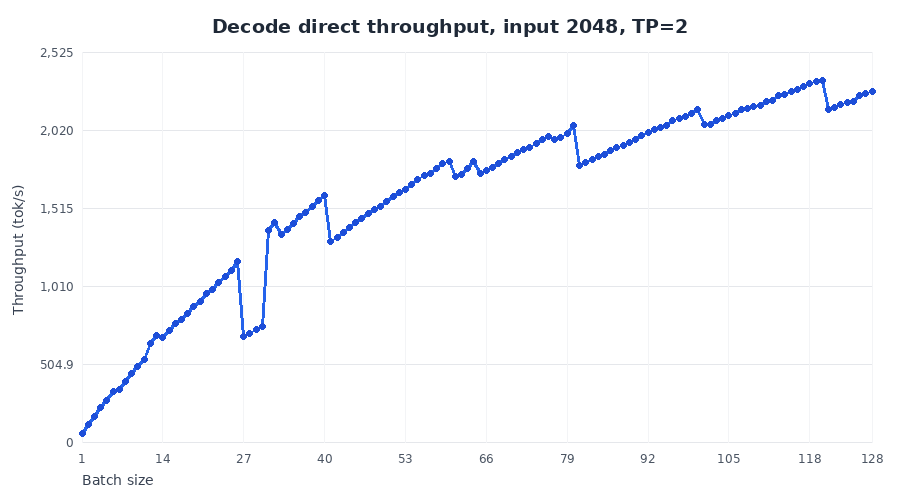 Decode direct throughput, input 2048, TP=2
2,525
2,020
1,515
1,010
504.9
0
Throughput (tok/s)
1 14 27 40 53 66 79 92 105 118 128
Batch size